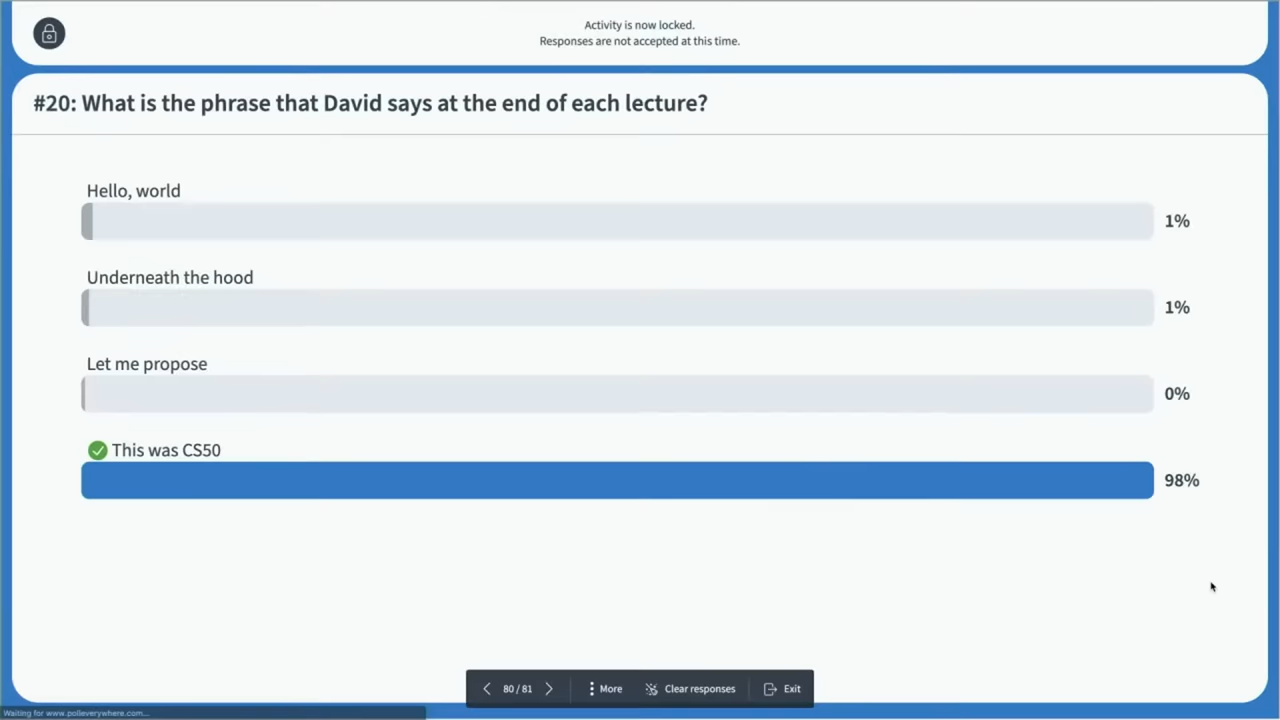 Activity is now locked.
Responses are not accepted at this time.
#20: What is the phrase that David says at the end of each lecture?
Hello, world
1%
Underneath the hood
1%
Let me propose
0%
This was CS50
98%
80 / 81 More Clear responses Exit
Waiting for www.polleverywhere.com...